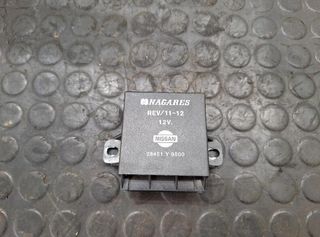 NAGARES
REV/11-12
12V.
NISSAN
28451 Y 9800